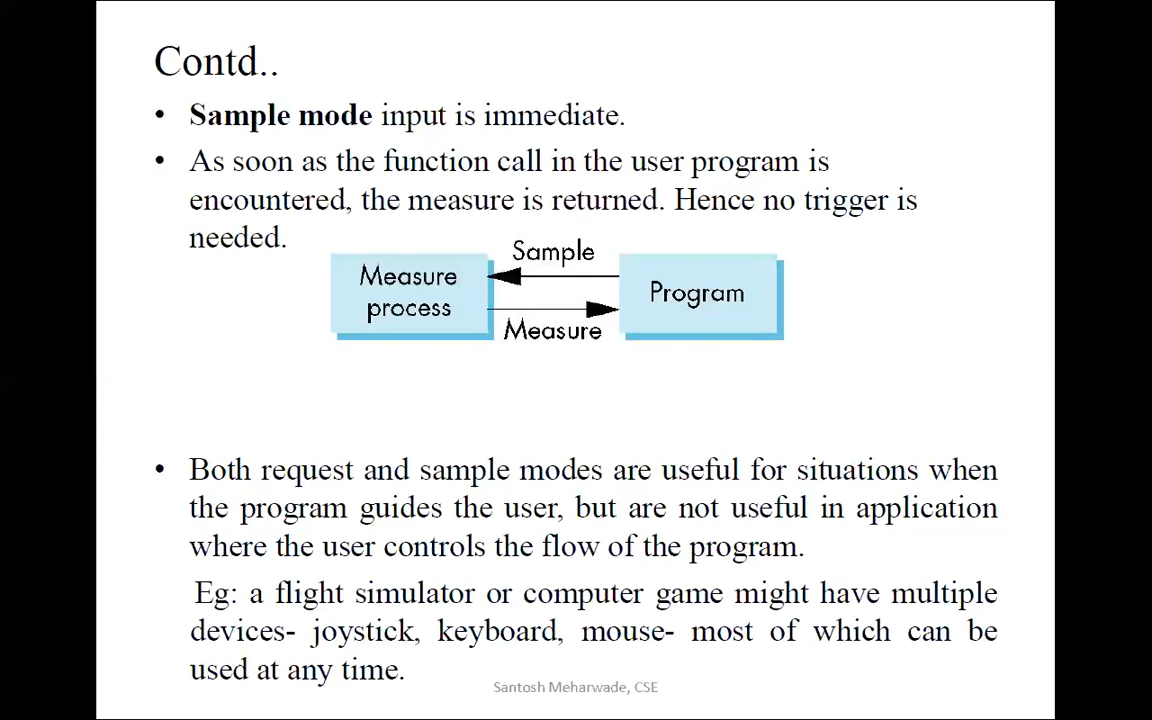 Contd..
• Sample mode input is immediate.
• As soon as the function call in the user program is
encountered, the measure is returned. Hence no trigger is
needed.
Sample
Measure
process
Program
Measure
• Both request and sample modes are useful for situations when
the program guides the user, but are not useful in application
where the user controls the flow of the program.
Eg: a flight simulator or computer game might have multiple
devices- joystick, keyboard, mouse- most of which can be
used at any time.
Santosh Meharwade, CSE